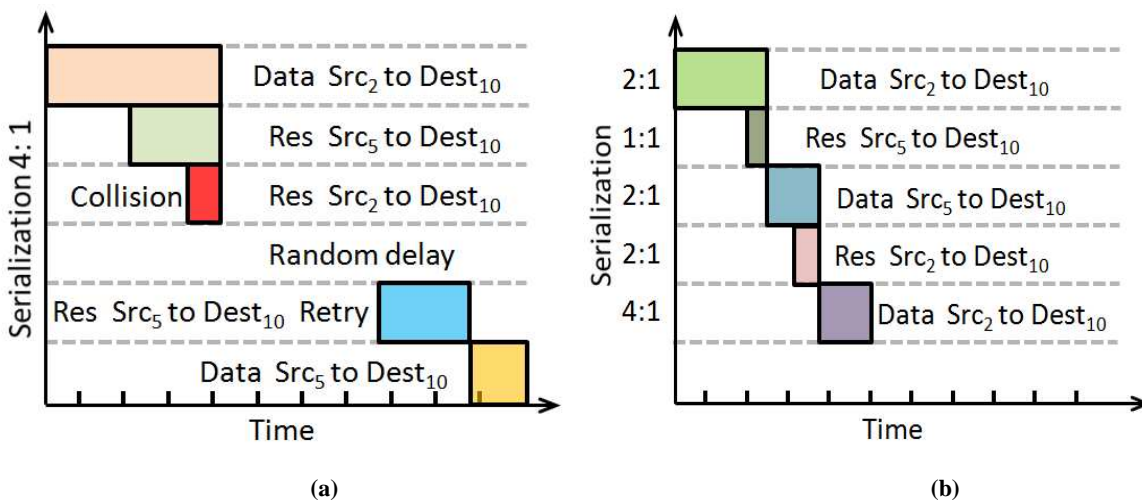 Serialization 4: 1
Data Src₂ to Dest₁₀
Res Src₅ to Dest₁₀
Collision
Res Src₂ to Dest₁₀
Random delay
Res Src₅ to Dest₁₀ Retry
Data Src₅ to Dest₁₀
Time
(a)
Serialization
2:1
Data Src₂ to Dest₁₀
1:1
Res Src₅ to Dest₁₀
2:1
Data Src₅ to Dest₁₀
2:1
Res Src₂ to Dest₁₀
4:1
Data Src₂ to Dest₁₀
Time
(b)